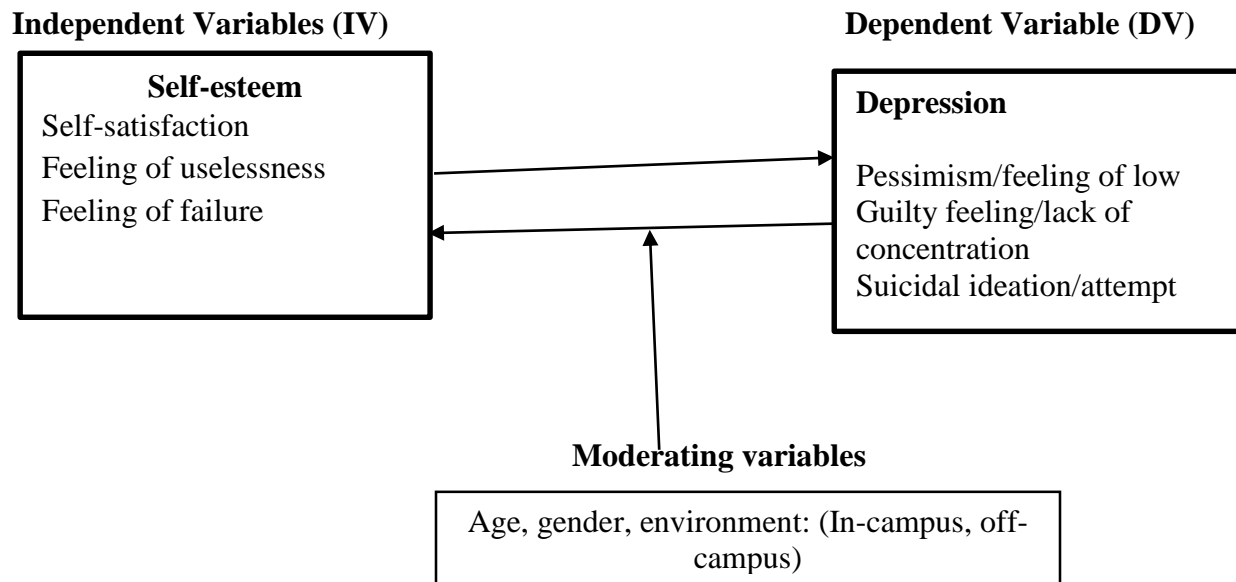 Independent Variables (IV)
Dependent Variable (DV)
Self-esteem
Self-satisfaction
Feeling of uselessness
Feeling of failure
Depression
Pessimism/feeling of low
Guilty feeling/lack of
concentration
Suicidal ideation/attempt
Moderating variables
Age, gender, environment: (In-campus, off-
campus)